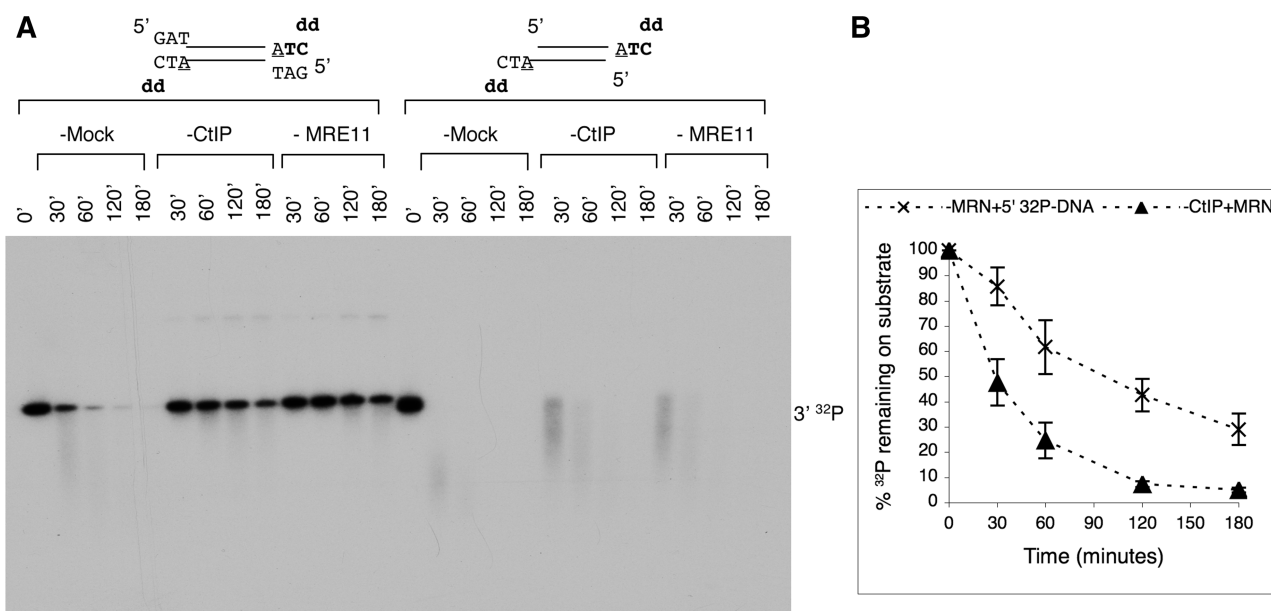 A
B
5’ GAT
dd
ATC
CTA
TAG 5’
dd
5’
dd
ATC
CTA
dd
5’
-Mock
-CtIP
- MRE11
-Mock
-CtIP
- MRE11
0’ 30’ 60’ 120’ 180’ 30’ 60’ 120’ 180’ 30’ 60’ 120’ 180’ 0’ 30’ 60’ 120’ 180’ 30’ 60’ 120’ 180’ 30’ 60’ 120’ 180’
3’ 32P
-MRN+5' 32P-DNA
-CtIP+MRN
% 32P remaining on substrate
100
90
80
70
60
50
40
30
20
10
0
0 30 60 90 120 150 180
Time (minutes)